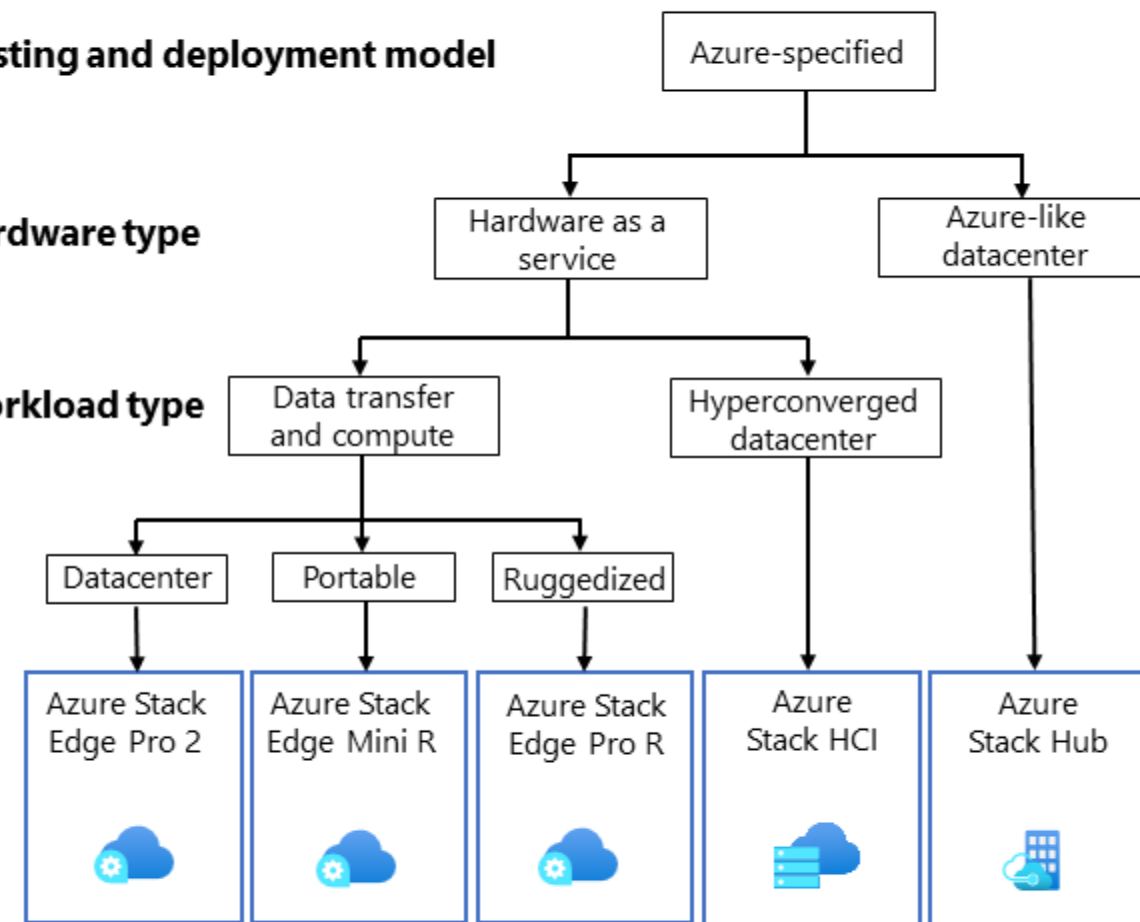 sting and deployment model
Azure-specified
rdware type
Hardware as a
service
Azure-like
datacenter
orkload type
Data transfer
and compute
Hyperconverged
datacenter
Datacenter
Portable
Ruggedized
Azure Stack
Edge Pro 2
Azure Stack
Edge Mini R
Azure Stack
Edge Pro R
Azure
Stack HCI
Azure
Stack Hub